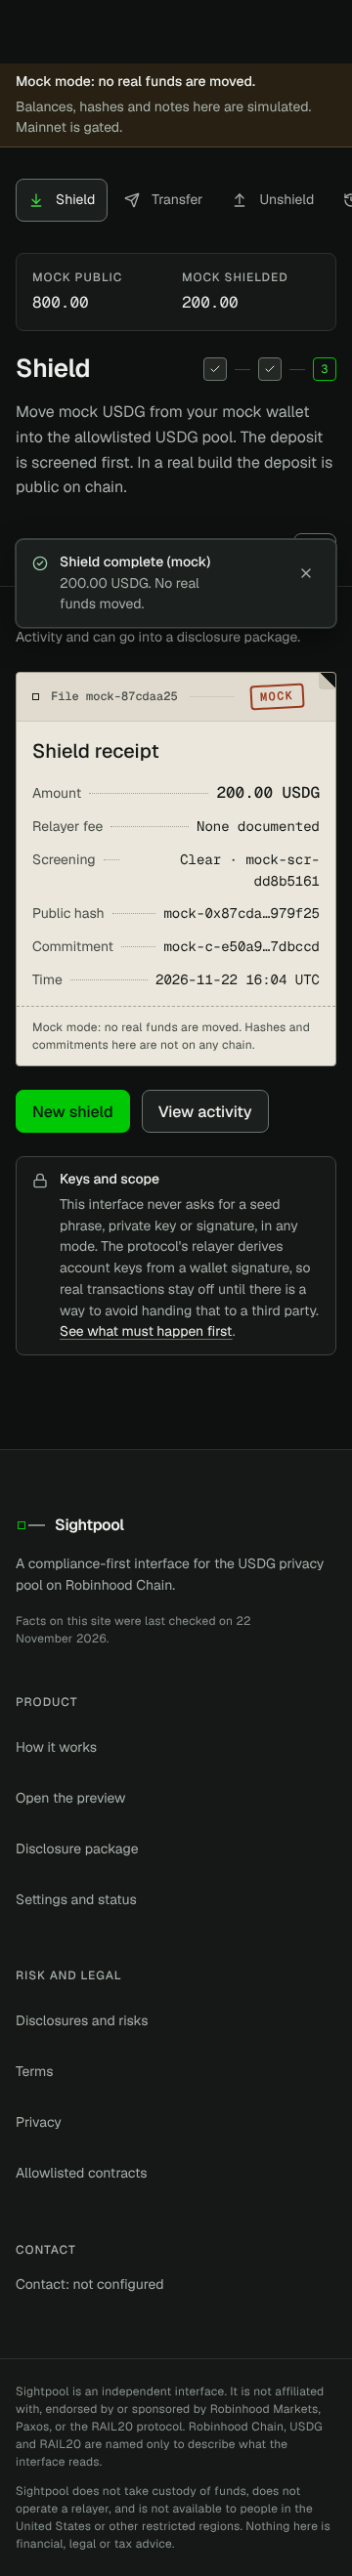 Mock mode: no real funds are moved.
Balances, hashes and notes here are simulated.
Mainnet is gated.
Shield
Transfer
Unshield
MOCK PUBLIC
MOCK SHIELDED
800.00
200.00
Shield
3
Move mock USDG from your mock wallet
into the allowlisted USDG pool. The deposit
is screened first. In a real build the deposit is
public on chain.
Shield complete (mock)
200.00 USDG. No real
funds moved.
Activity and can go into a disclosure package.
File mock-87cdaa25
MOCK
Shield receipt
Amount 200.00 USDG
Relayer fee None documented
Screening Clear · mock-scr-
dd8b5161
Public hash mock-0x87cda…979f25
Commitment mock-c-e50a9…7dbccd
Time 2026-11-22 16:04 UTC
Mock mode: no real funds are moved. Hashes and
commitments here are not on any chain.
New shield
View activity
Keys and scope
This interface never asks for a seed
phrase, private key or signature, in any
mode. The protocol's relayer derives
account keys from a wallet signature, so
real transactions stay off until there is a
way to avoid handing that to a third party.
See what must happen first.
Sightpool
A compliance-first interface for the USDG privacy
pool on Robinhood Chain.
Facts on this site were last checked on 22
November 2026.
PRODUCT
How it works
Open the preview
Disclosure package
Settings and status
RISK AND LEGAL
Disclosures and risks
Terms
Privacy
Allowlisted contracts
CONTACT
Contact: not configured
Sightpool is an independent interface. It is not affiliated
with, endorsed by or sponsored by Robinhood Markets,
Paxos, or the RAIL20 protocol. Robinhood Chain, USDG
and RAIL20 are named only to describe what the
interface reads.
Sightpool does not take custody of funds, does not
operate a relayer, and is not available to people in the
United States or other restricted regions. Nothing here is
financial, legal or tax advice.